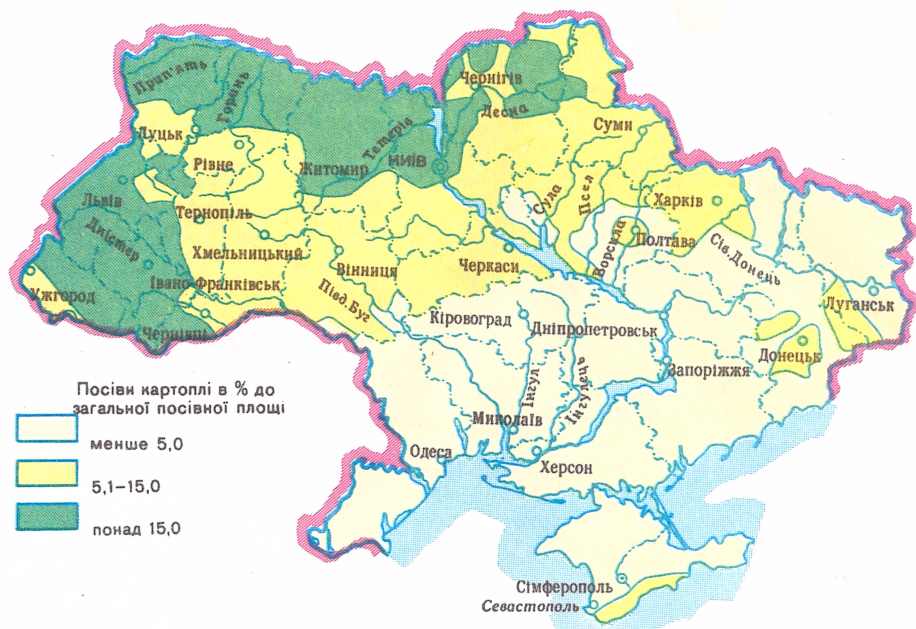 Прип'ять
Горинь
Чернігів
Десна
Луцьк
Рівне
Житомир
Тетерів
КИЇВ
Суми
Львів
Тернопіль
Сула
Псел
Харків
Дністер
Хмельницький
Ворскла
Полтава
Сів. Донець
Вінниця
Черкаси
Ужгород
Івано-Франківськ
Півд. Буг
Луганськ
Чернівці
Кіровоград
Дніпропетровськ
Донецьк
Запоріжжя
Інгул
Інгулець
Миколаїв
Одеса
Херсон
Сімферополь
Севастополь
Посіви картоплі в % до
загальної посівної площі
менше 5,0
5,1–15,0
понад 15,0